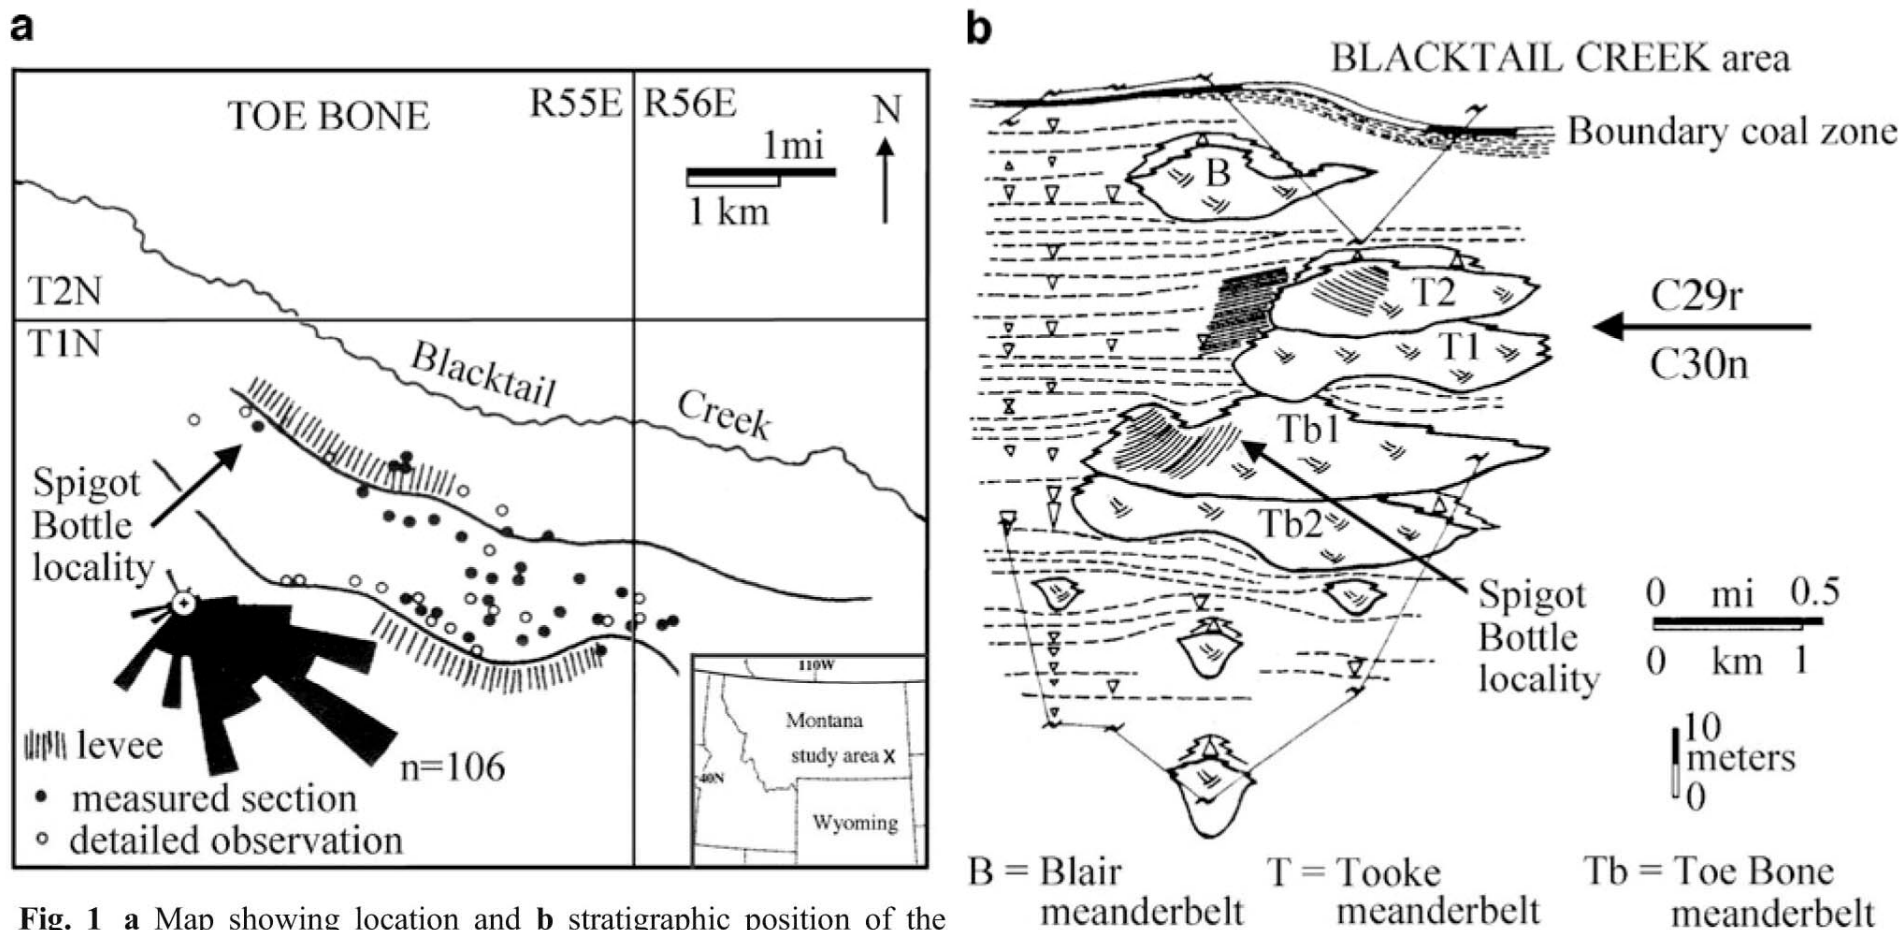 a
TOE BONE
R55E
R56E
N
1mi
1 km
T2N
T1N
Blacktail
Creek
Spigot
Bottle
locality
levee
n=106
measured section
detailed observation
110W
Montana
study area x
40N
Wyoming
Fig. 1 a Map showing location and b stratigraphic position of the
b
BLACKTAIL CREEK area
Boundary coal zone
B
T2
C29r
T1
C30n
Tb1
Tb2
Spigot
Bottle
locality
0 mi 0.5
0 km 1
10
meters
0
B = Blair
meanderbelt
T = Tooke
meanderbelt
Tb = Toe Bone
meanderbelt